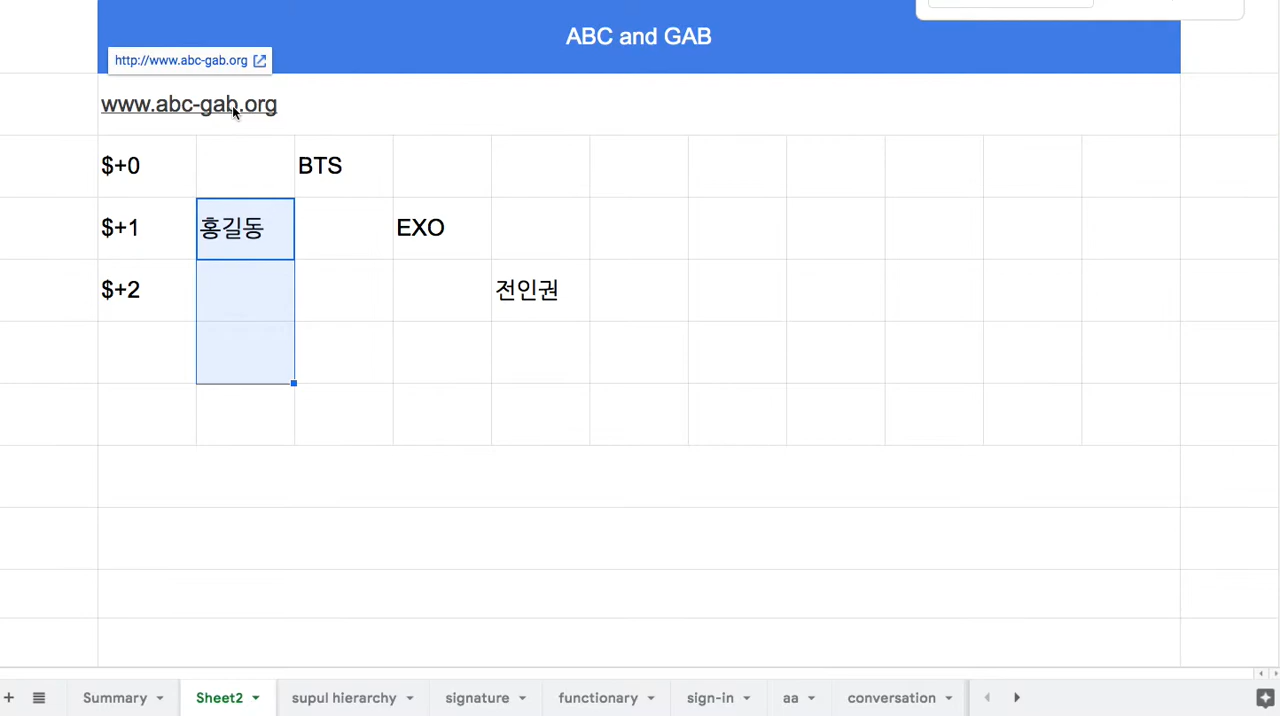 ABC and GAB
http://www.abc-gab.org
www.abc-gab.org
$+0 BTS
$+1 홍길동 EXO
$+2 전인권
+ Summary Sheet2 supul hierarchy signature functionary sign-in aa conversation